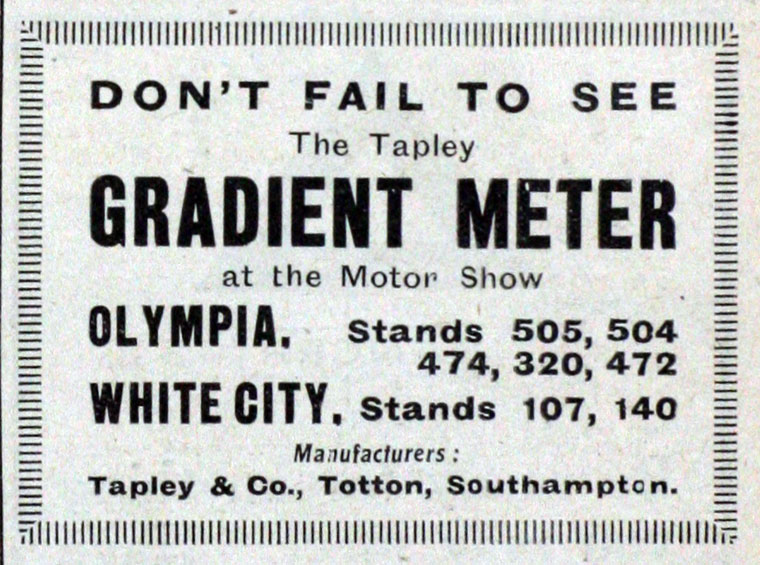 DON'T FAIL TO SEE
The Tapley
GRADIENT METER
at the Motor Show
OLYMPIA, Stands 505, 504
474, 320, 472
WHITE CITY, Stands 107, 140
Manufacturers :
Tapley & Co., Totton, Southampton.